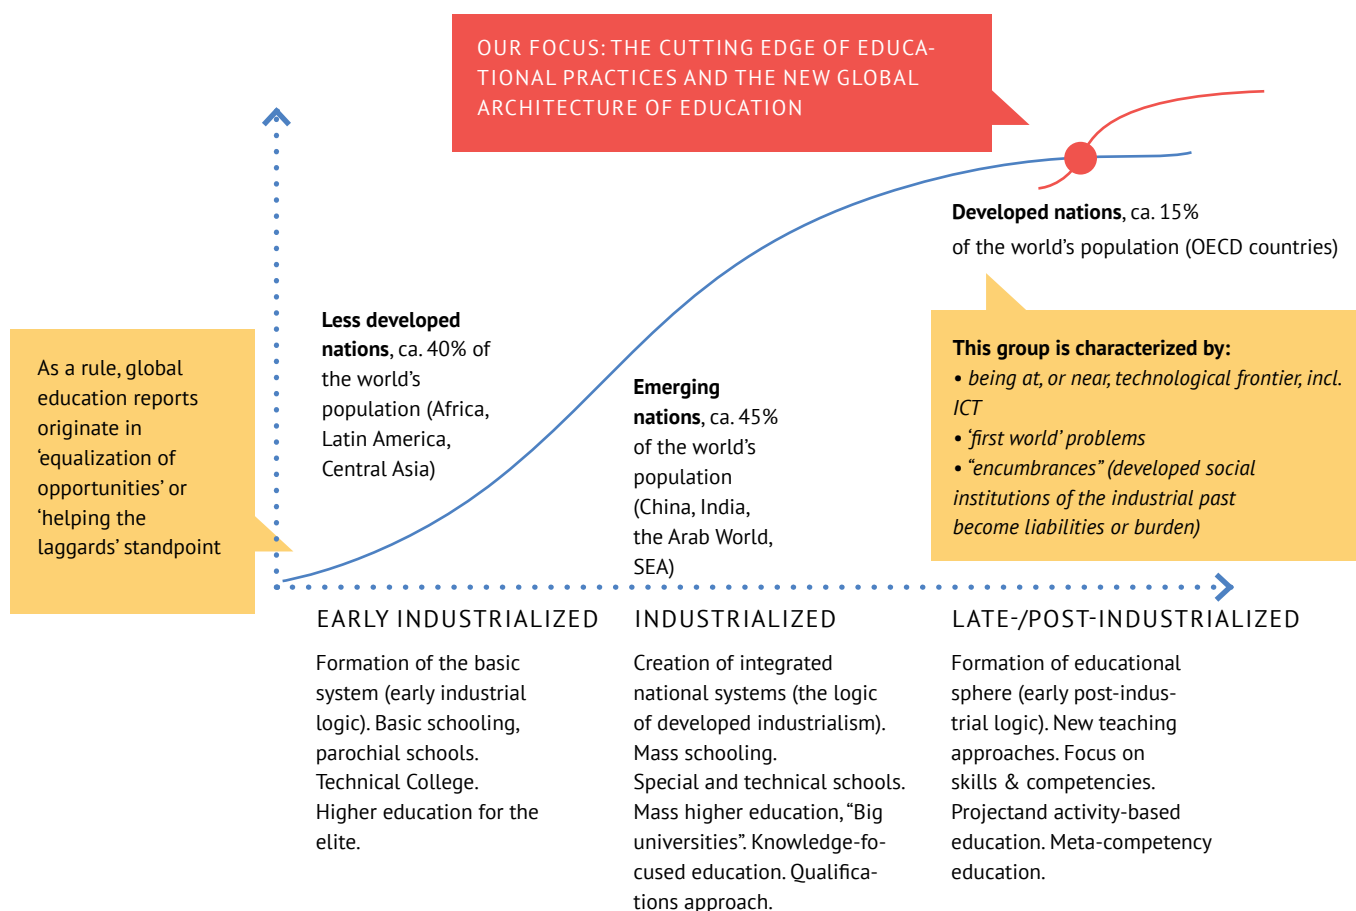 OUR FOCUS: THE CUTTING EDGE OF EDUCA-
TIONAL PRACTICES AND THE NEW GLOBAL
ARCHITECTURE OF EDUCATION
Developed nations, ca. 15%
of the world’s population (OECD countries)
Less developed
nations, ca. 40% of
the world’s
population (Africa,
Latin America,
Central Asia)
As a rule, global
education reports
originate in
‘equalization of
opportunities’ or
‘helping the
laggards’ standpoint
Emerging
nations, ca. 45%
of the world’s
population
(China, India,
the Arab World,
SEA)
This group is characterized by:
• being at, or near, technological frontier, incl.
ICT
• ‘first world’ problems
• “encumbrances” (developed social
institutions of the industrial past
become liabilities or burden)
EARLY INDUSTRIALIZED
Formation of the basic
system (early industrial
logic). Basic schooling,
parochial schools.
Technical College.
Higher education for the
elite.
INDUSTRIALIZED
Creation of integrated
national systems (the logic
of developed industrialism).
Mass schooling.
Special and technical schools.
Mass higher education, “Big
universities”. Knowledge-fo-
cused education. Qualifica-
tions approach.
LATE-/POST-INDUSTRIALIZED
Formation of educational
sphere (early post-indus-
trial logic). New teaching
approaches. Focus on
skills & competencies.
Projectand activity-based
education. Meta-competency
education.